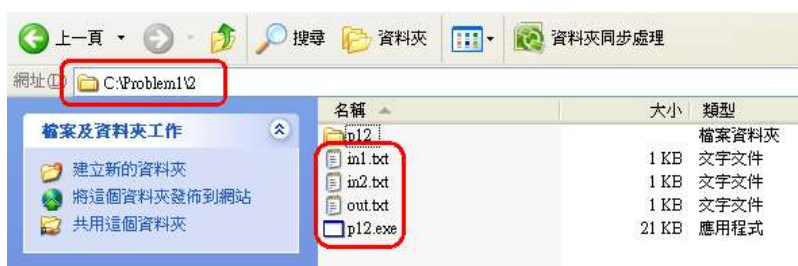 上一頁 搜尋 資料夾 資料夾同步處理
網址(D) C:\Problem1\2
名稱 大小 類型
檔案及資料夾工作
p12 檔案資料夾
in1.txt 1 KB 文字文件
建立新的資料夾
in2.txt 1 KB 文字文件
將這個資料夾發佈到網站
out.txt 1 KB 文字文件
共用這個資料夾
p12.exe 21 KB 應用程式